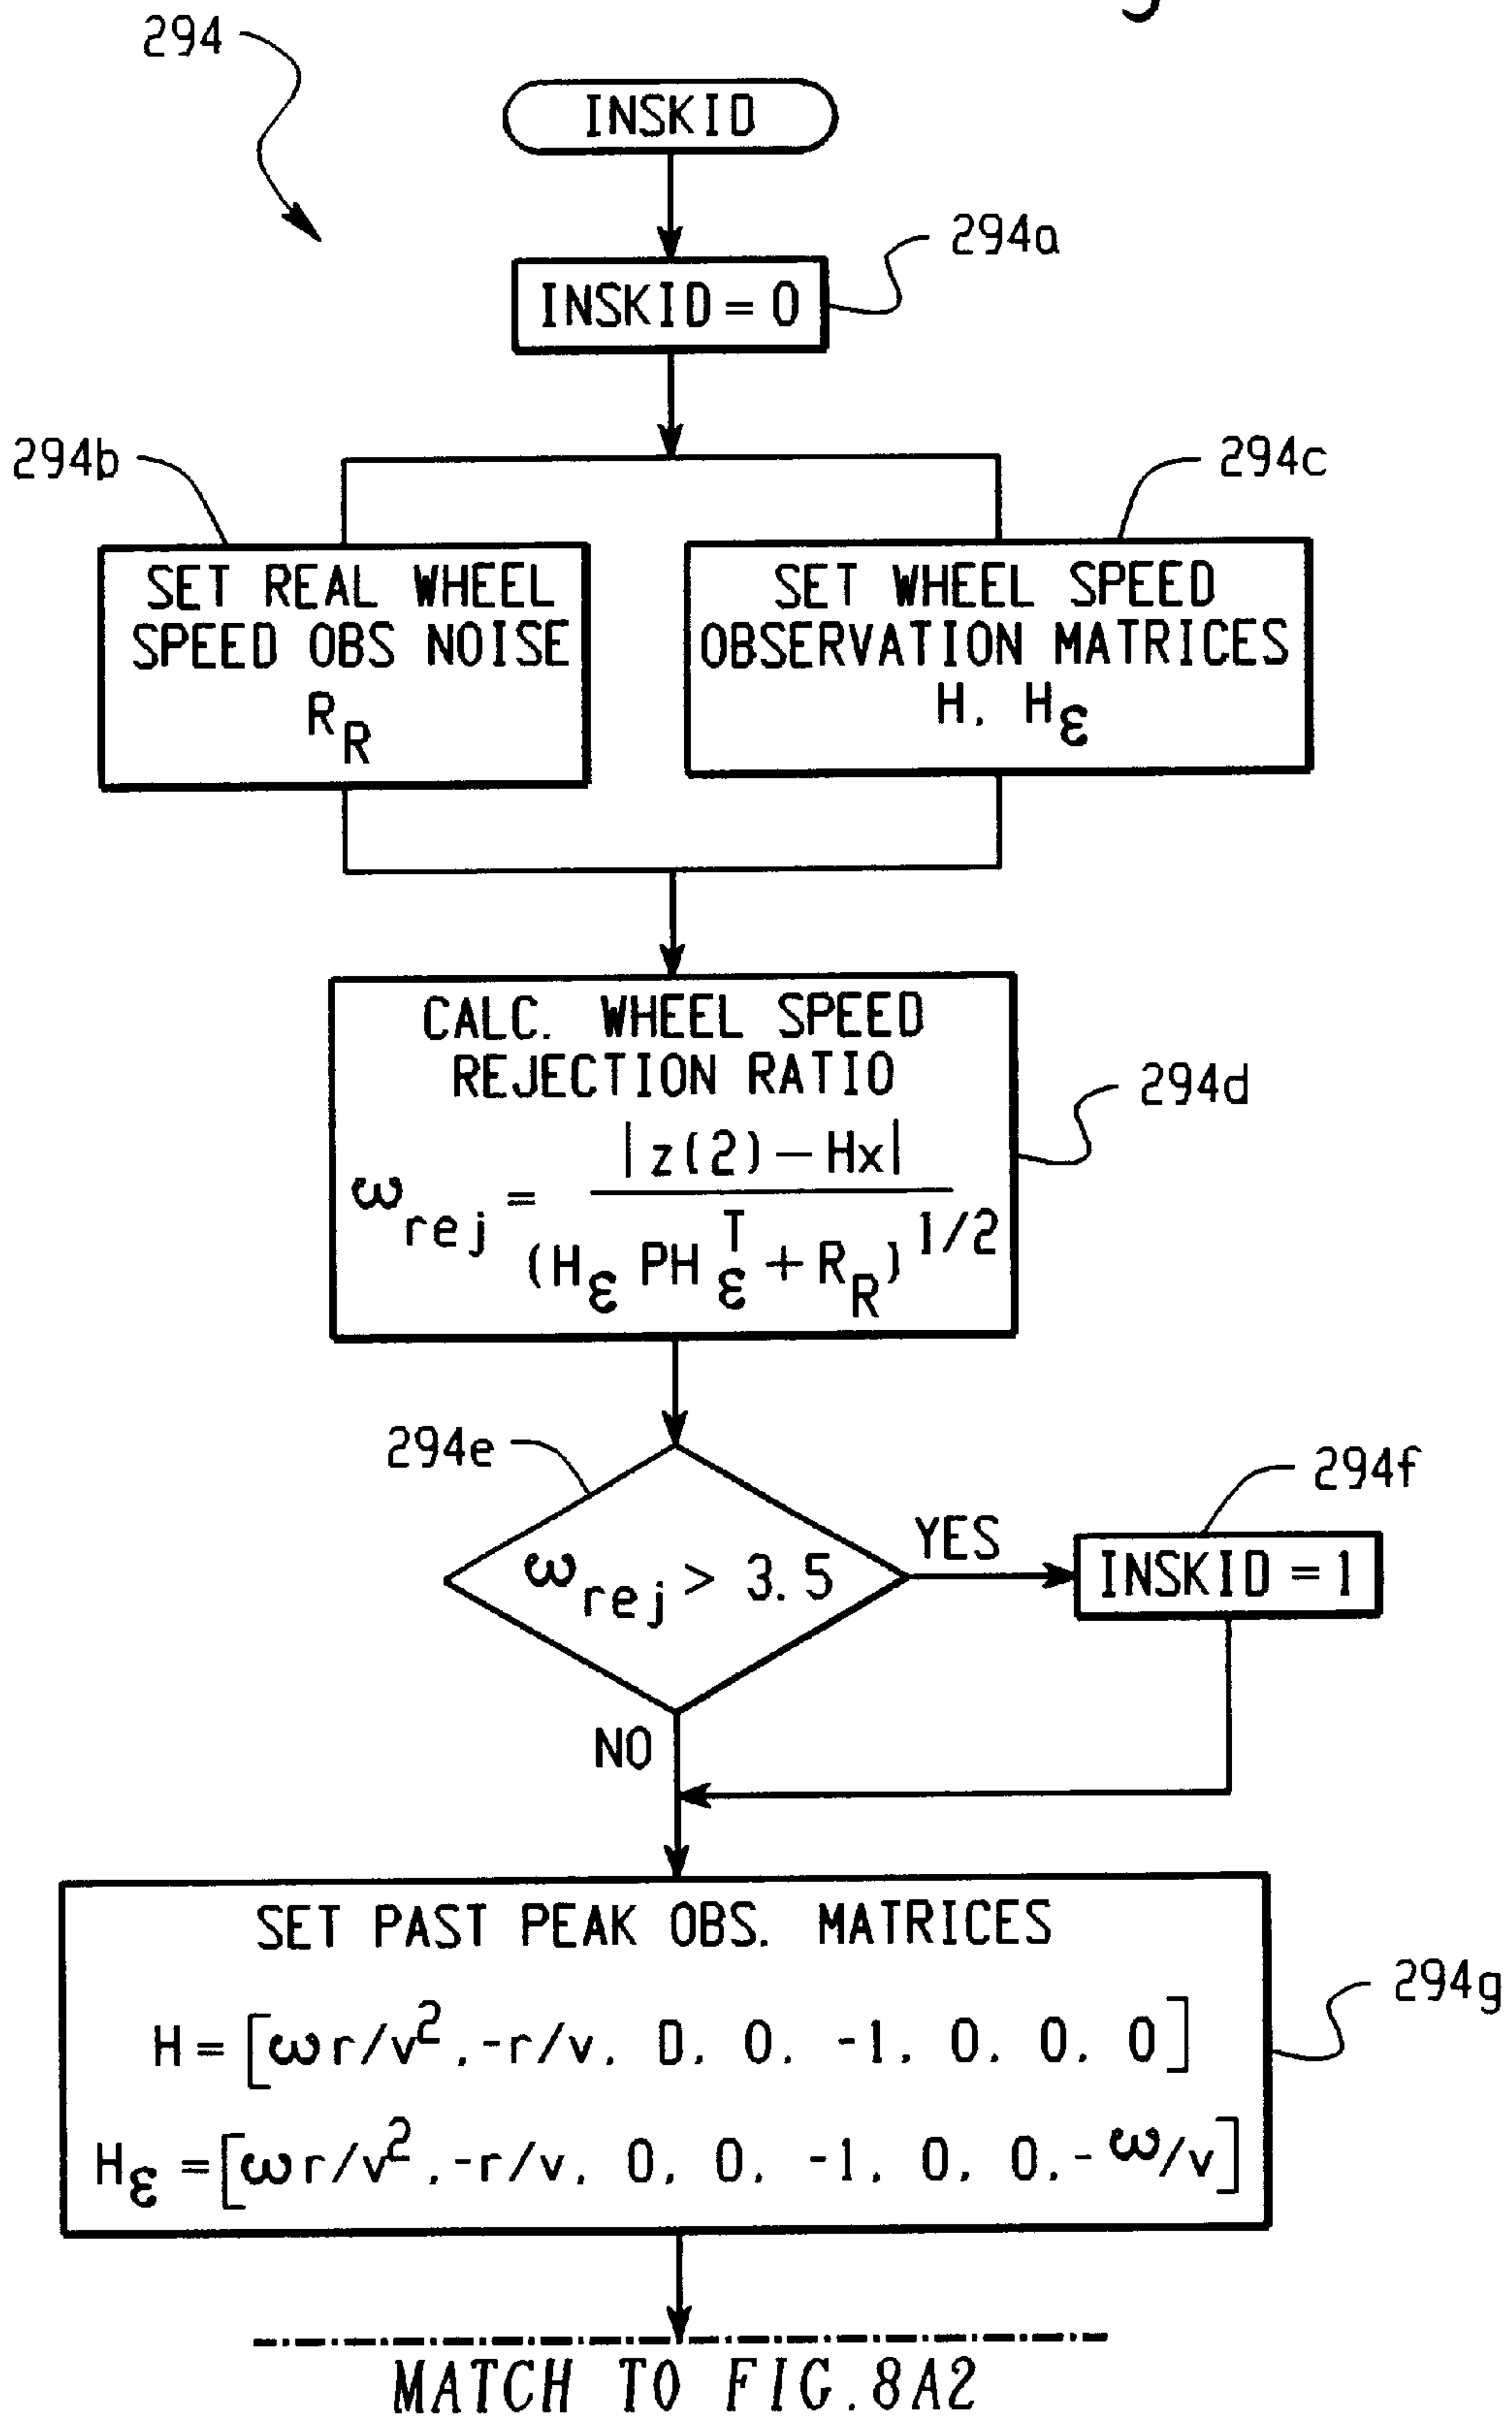 294
INSKID
294a
INSKID = 0
294b
294c
SET REAL WHEEL
SPEED OBS NOISE
R_R
SET WHEEL SPEED
OBSERVATION MATRICES
H, H_ε
CALC. WHEEL SPEED
REJECTION RATIO
294d
ω_rej = |z(2) — Hx| / (H_ε PH_ε^T + R_R)^1/2
294e
294f
ω_rej > 3.5
YES
INSKID = 1
NO
SET PAST PEAK OBS. MATRICES
294g
H = [ωr/v², -r/v, D, 0, -1, 0, 0, 0]
H_ε = [ωr/v², -r/v, 0, 0, -1, 0, 0, -ω/v]
MATCH TO FIG.8A2